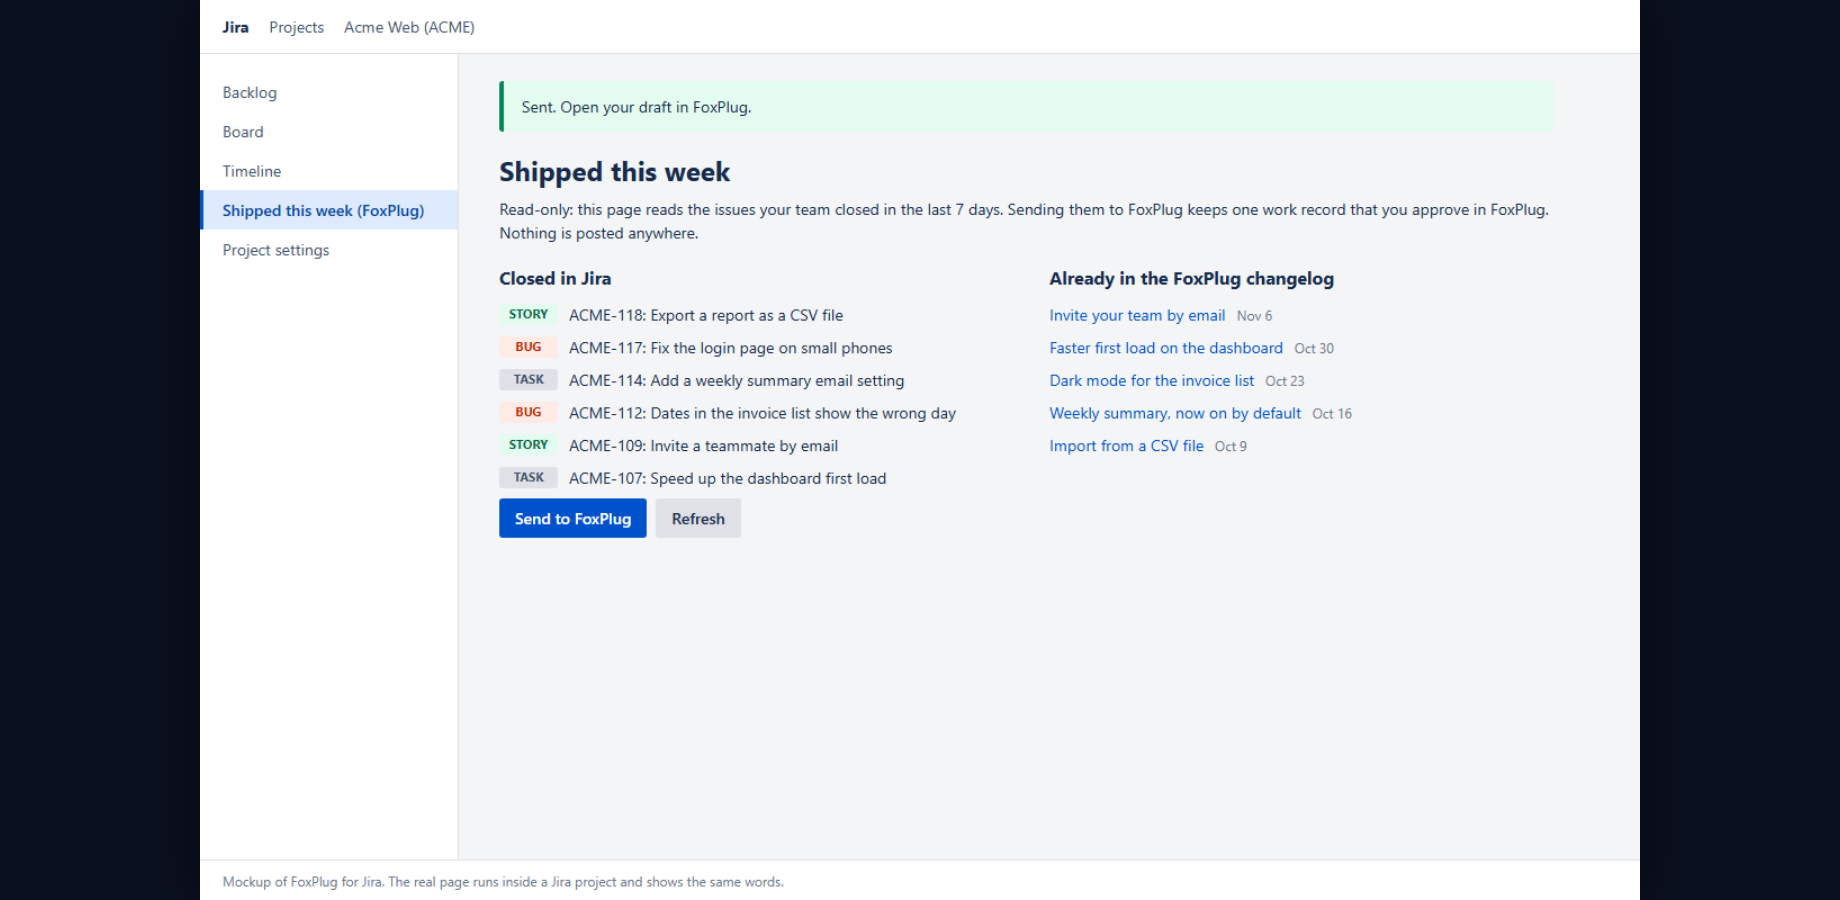 Jira Projects Acme Web (ACME)
Backlog
Board
Timeline
Shipped this week (FoxPlug)
Project settings
Sent. Open your draft in FoxPlug.
Shipped this week
Read-only: this page reads the issues your team closed in the last 7 days. Sending them to FoxPlug keeps one work record that you approve in FoxPlug.
Nothing is posted anywhere.
Closed in Jira
STORY ACME-118: Export a report as a CSV file
BUG ACME-117: Fix the login page on small phones
TASK ACME-114: Add a weekly summary email setting
BUG ACME-112: Dates in the invoice list show the wrong day
STORY ACME-109: Invite a teammate by email
TASK ACME-107: Speed up the dashboard first load
Send to FoxPlug Refresh
Already in the FoxPlug changelog
Invite your team by email Nov 6
Faster first load on the dashboard Oct 30
Dark mode for the invoice list Oct 23
Weekly summary, now on by default Oct 16
Import from a CSV file Oct 9
Mockup of FoxPlug for Jira. The real page runs inside a Jira project and shows the same words.